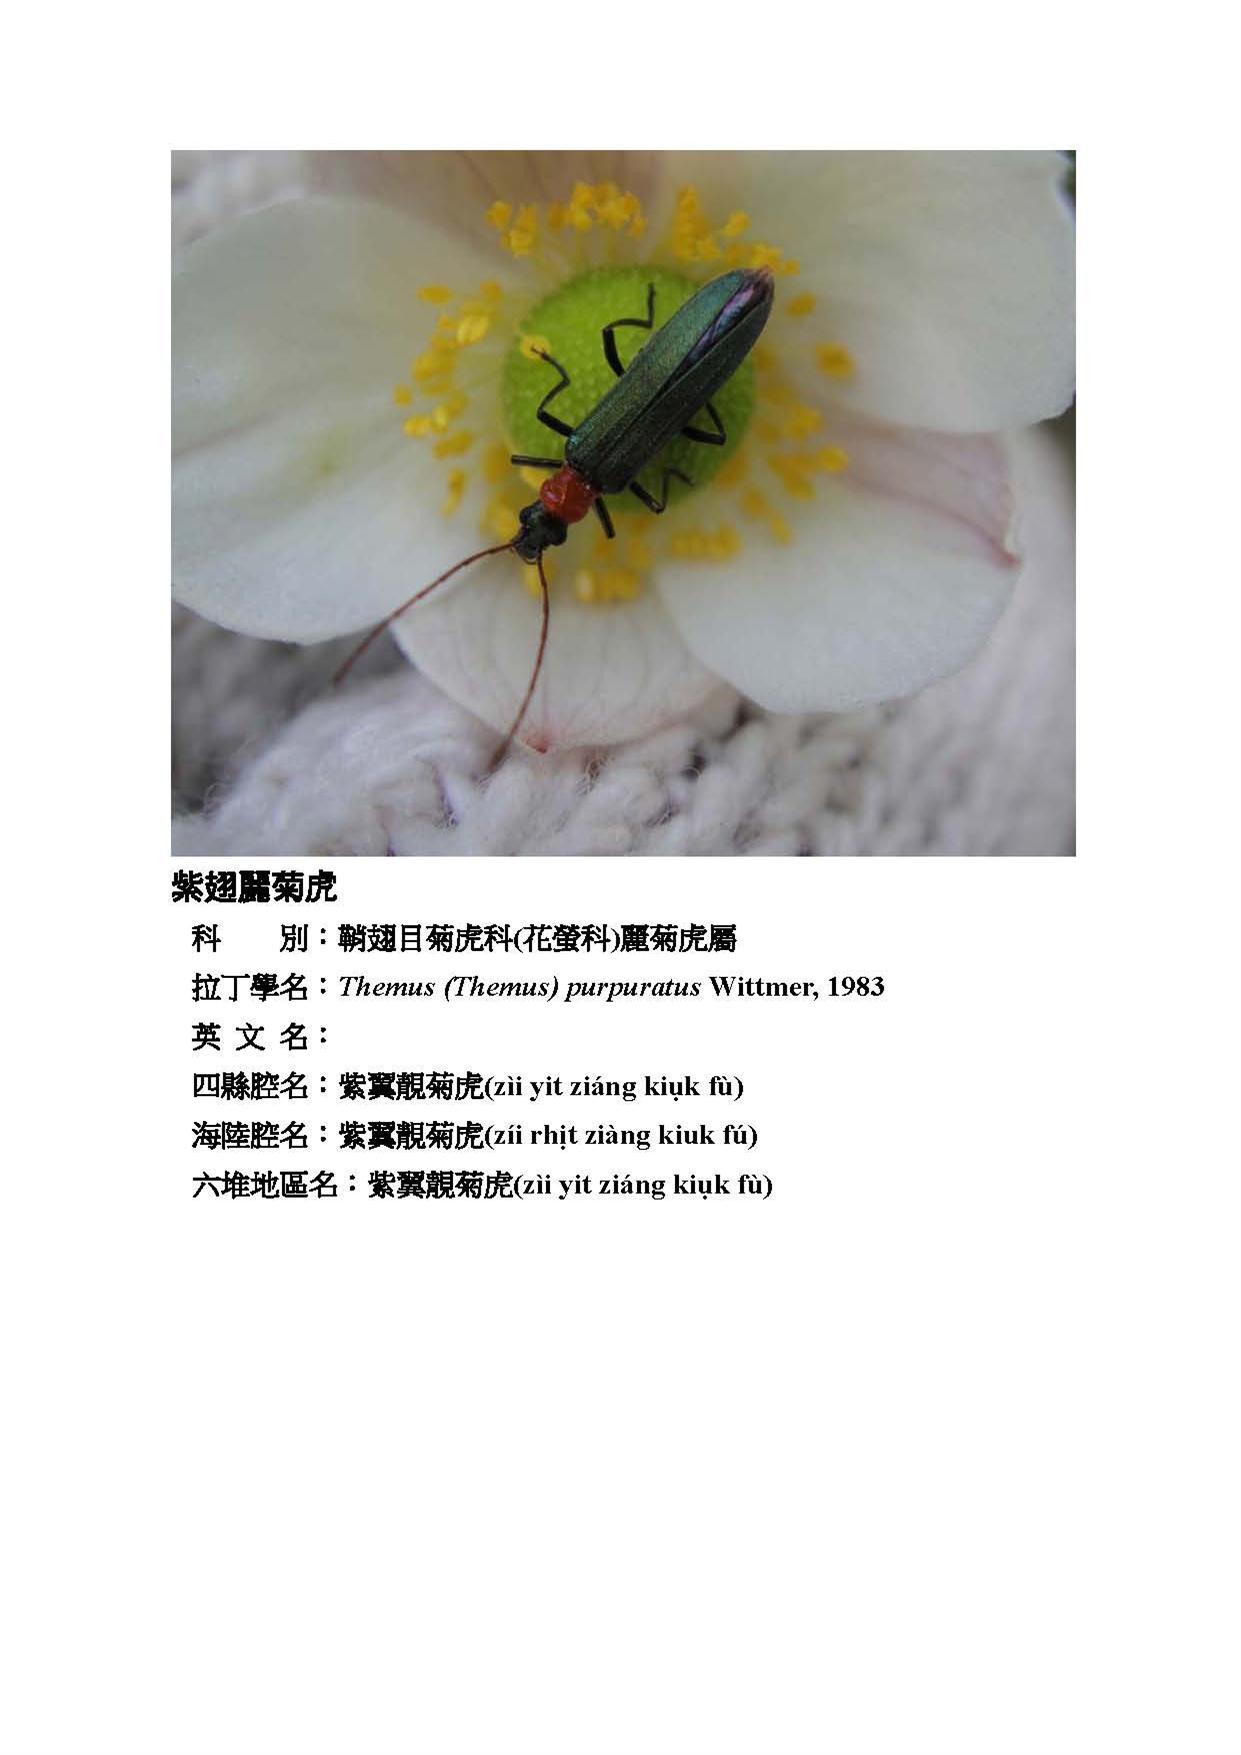 紫翅麗菊虎
科　　別：鞘翅目菊虎科(花螢科)麗菊虎屬
拉丁學名：Themus (Themus) purpuratus Wittmer, 1983
英 文 名：
四縣腔名：紫翼靚菊虎(zìi yit ziáng kiụk fù)
海陸腔名：紫翼靚菊虎(zíi rhịt ziàng kiuk fú)
六堆地區名：紫翼靚菊虎(zìi yit ziáng kiụk fù)